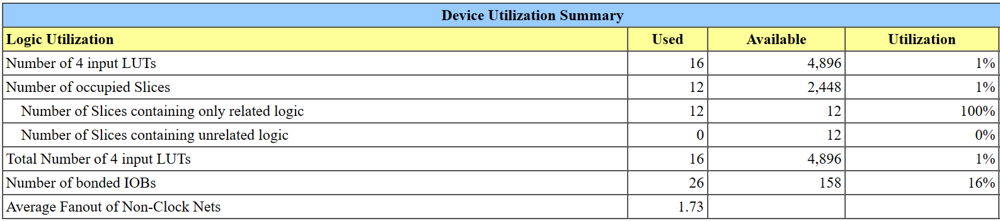 Device Utilization Summary
Logic Utilization Used Available Utilization
Number of 4 input LUTs 16 4,896 1%
Number of occupied Slices 12 2,448 1%
Number of Slices containing only related logic 12 12 100%
Number of Slices containing unrelated logic 0 12 0%
Total Number of 4 input LUTs 16 4,896 1%
Number of bonded IOBs 26 158 16%
Average Fanout of Non-Clock Nets 1.73